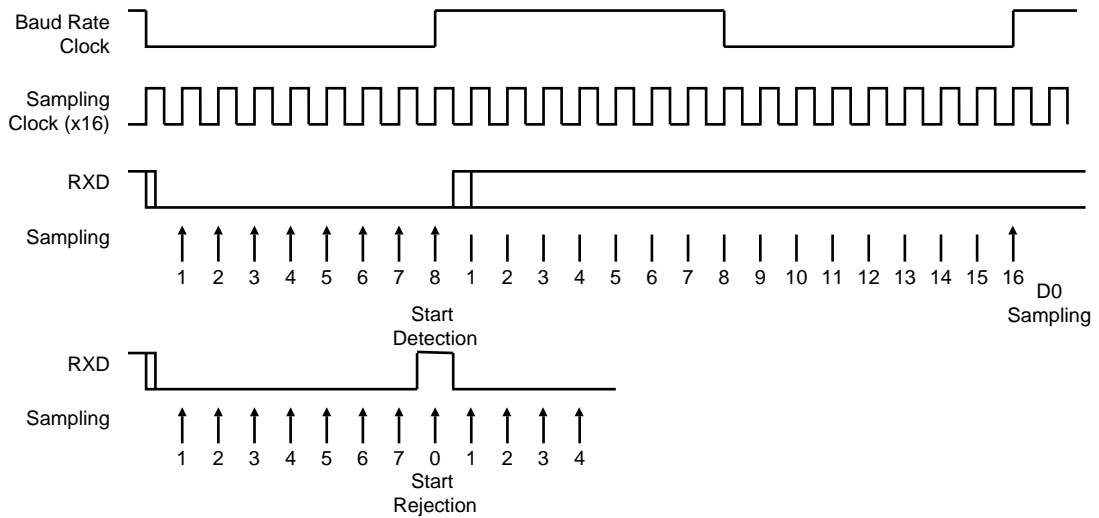 Baud Rate
Clock
Sampling
Clock (x16)
RXD
Sampling
1 2 3 4 5 6 7 8 1 2 3 4 5 6 7 8 9 10 11 12 13 14 15 16
D0
Sampling
Start
Detection
RXD
Sampling
1 2 3 4 5 6 7 0 1 2 3 4
Start
Rejection